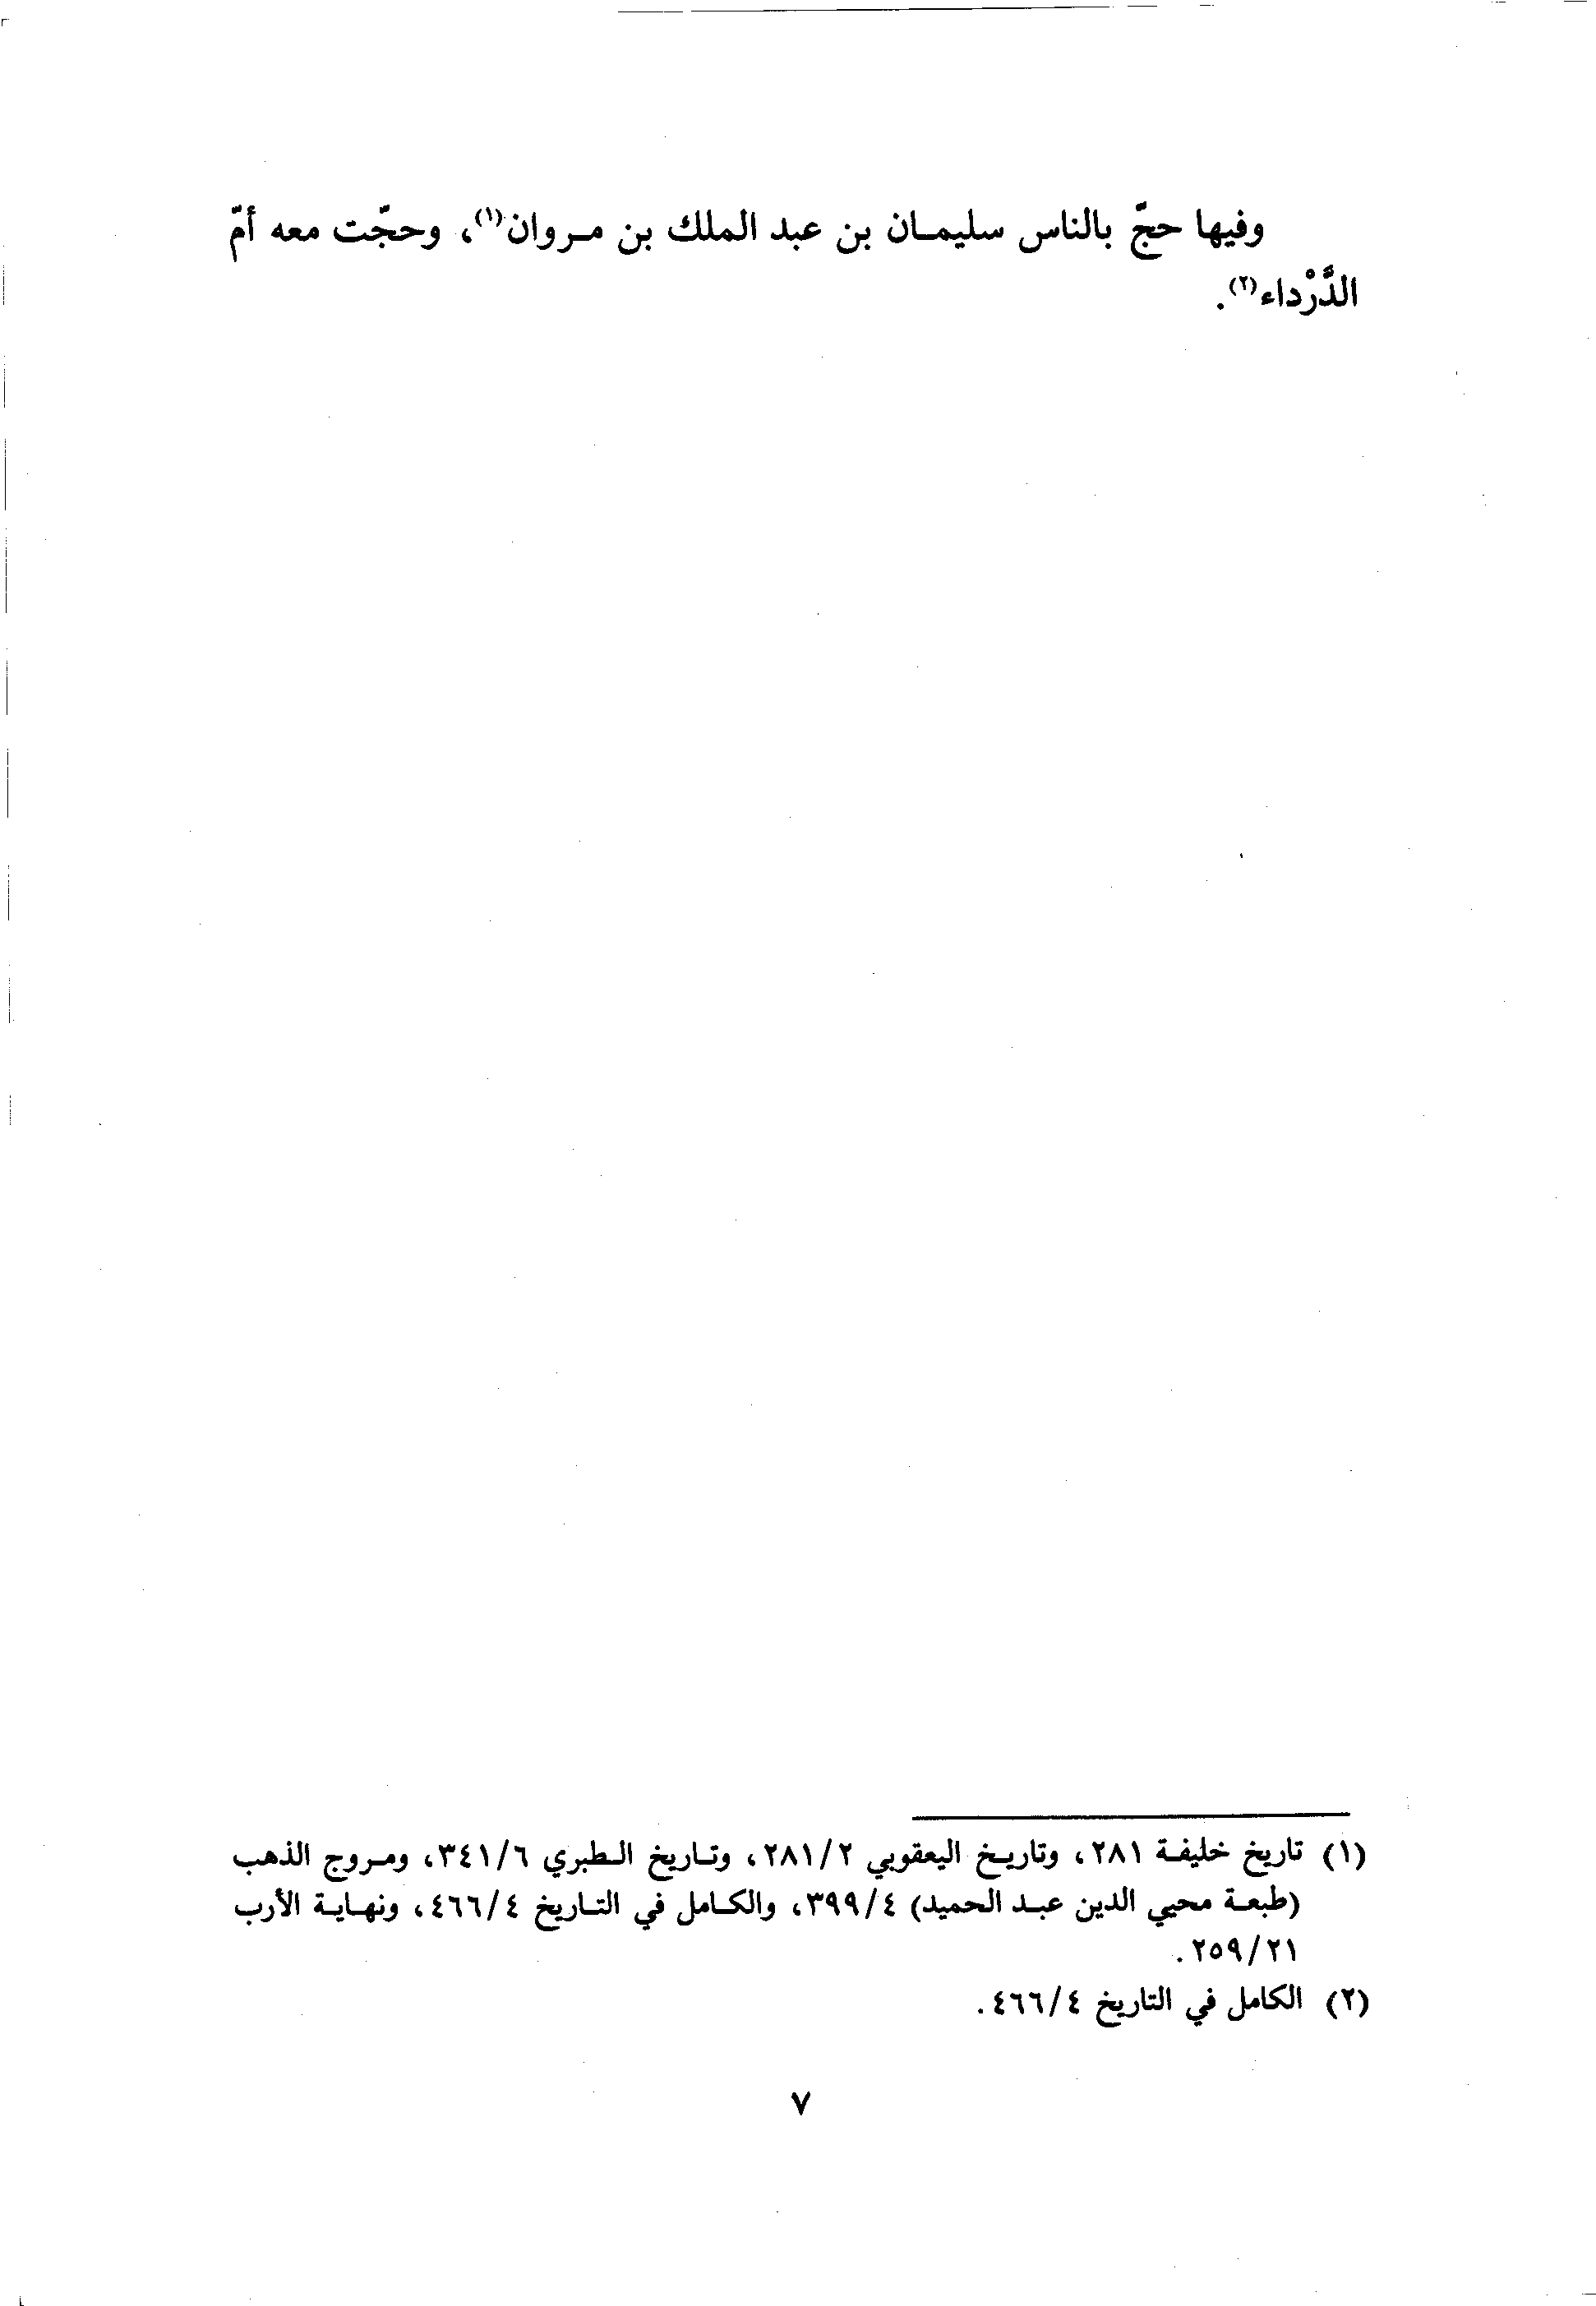 وفيها حجّ بالناس سليمان بن عبد الملك بن مروان(١)، وحجّت معه أمّ
الدَّرْداء(٢).
(١) تاريخ خليفة ٢٨١، وتاريخ اليعقوبي ٢/٢٨١، وتاريخ الطبري ٦/٣٤١، ومروج الذهب
(طبعة محيي الدين عبد الحميد) ٤/٣٩٩، والكامل في التاريخ ٤/٤٦٦، ونهاية الأرب
٢١/٢٥٩.
(٢) الكامل في التاريخ ٤/٤٦٦.
٧